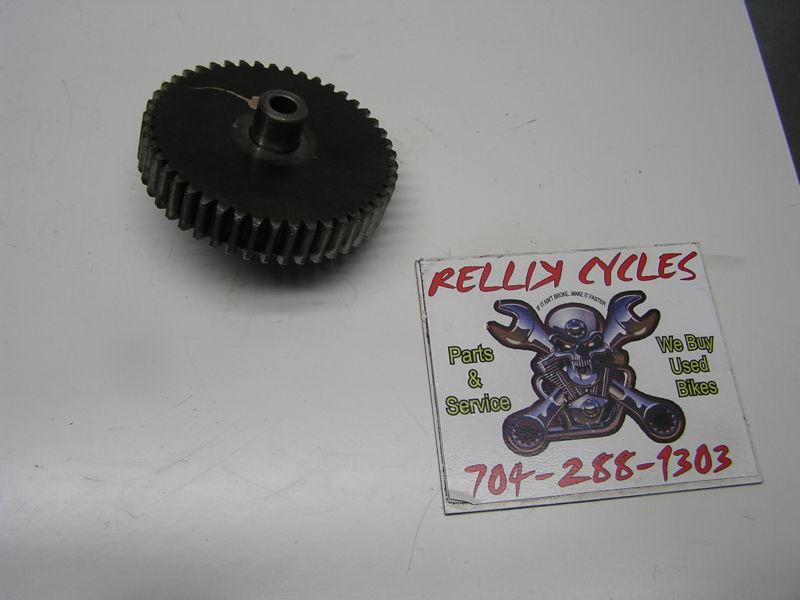 RELLIK CYCLES
IF IT AIN'T BROKE...MAKE IT FASTER
Parts
&
Service
We Buy
Used
Bikes
704-288-1303